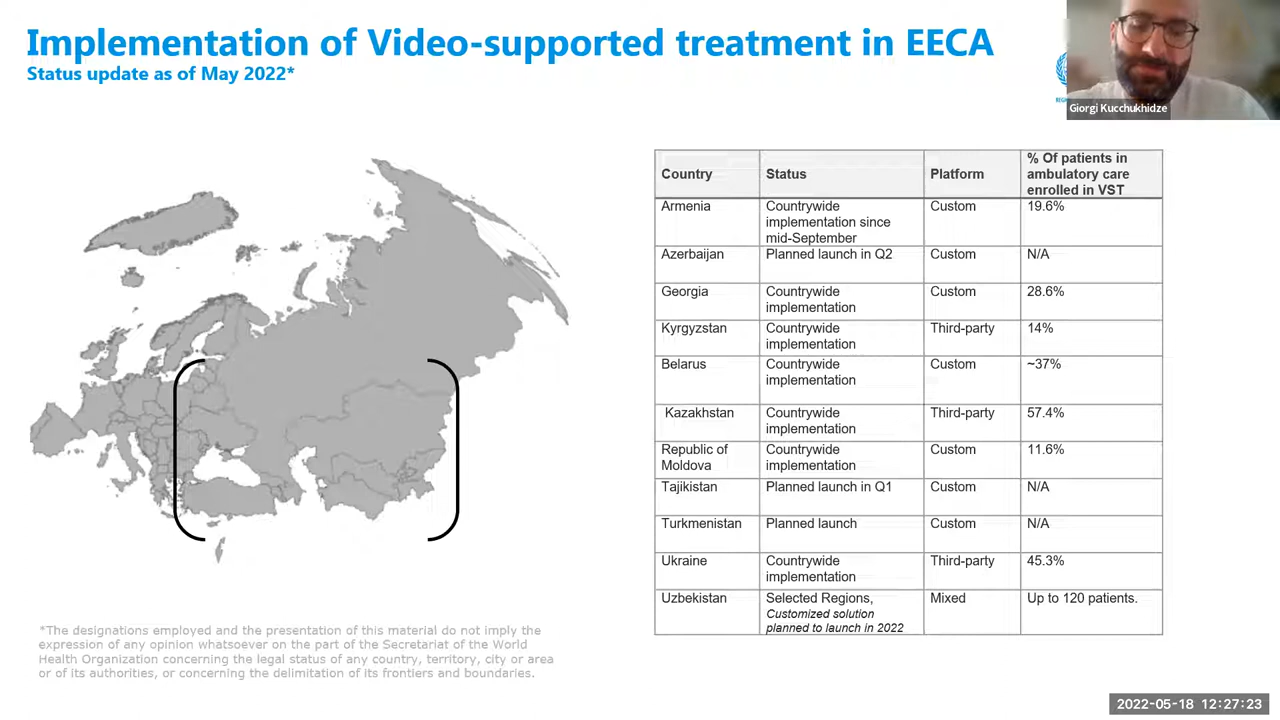 Implementation of Video-supported treatment in EECA
Status update as of May 2022*
Giorgi Kucchukhidze
Country Status Platform % Of patients in
ambulatory care
enrolled in VST
Armenia Countrywide Custom 19.6%
implementation since
mid-September
Azerbaijan Planned launch in Q2 Custom N/A
Georgia Countrywide Custom 28.6%
implementation
Kyrgyzstan Countrywide Third-party 14%
implementation
Belarus Countrywide Custom ~37%
implementation
Kazakhstan Countrywide Third-party 57.4%
implementation
Republic of Countrywide Custom 11.6%
Moldova implementation
Tajikistan Planned launch in Q1 Custom N/A
Turkmenistan Planned launch Custom N/A
Ukraine Countrywide Third-party 45.3%
implementation
Uzbekistan Selected Regions, Mixed Up to 120 patients.
Customized solution
planned to launch in 2022
*The designations employed and the presentation of this material do not imply the
expression of any opinion whatsoever on the part of the Secretariat of the World
Health Organization concerning the legal status of any country, territory, city or area
or of its authorities, or concerning the delimitation of its frontiers and boundaries.
2022-05-18 12:27:23